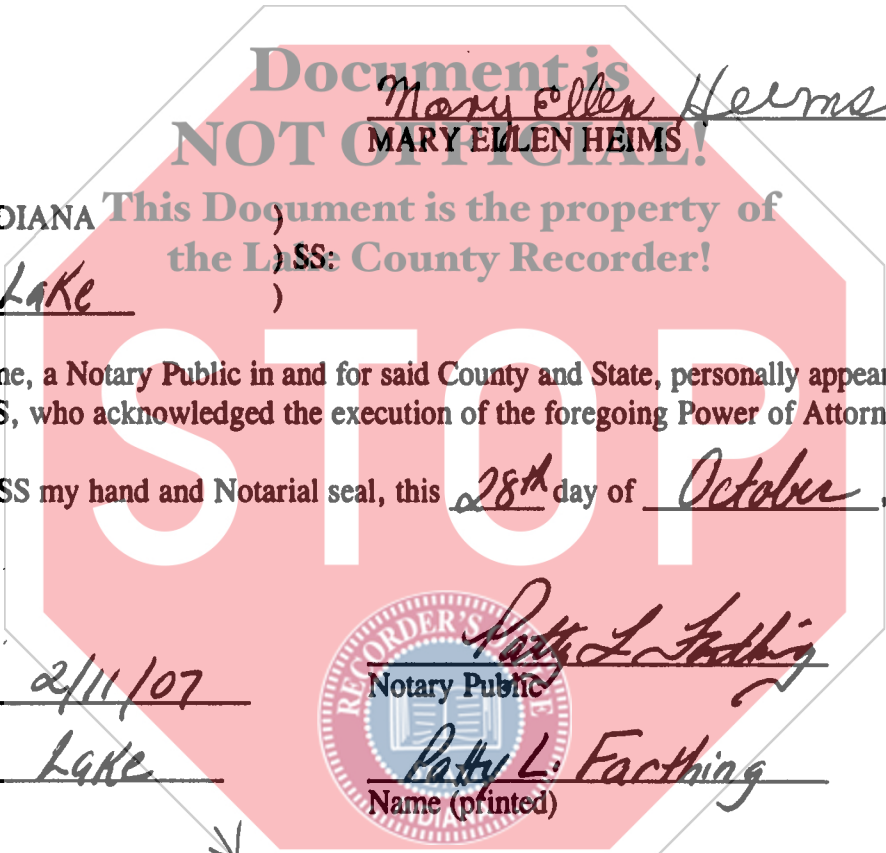 Document is
Mary Ellen Heims
NOT OFFICIAL!
MARY ELLEN HEIMS
DIANA )
This Document is the property of
) SS:
the Lake County Recorder!
Lake )
ne, a Notary Public in and for said County and State, personally appear
S, who acknowledged the execution of the foregoing Power of Attorn
STOP
SS my hand and Notarial seal, this 28th day of October,
Patty L Farthing
2/11/07
Notary Public
Lake
Patty L. Farthing
Name (printed)
RECORDER'S
INDIANA